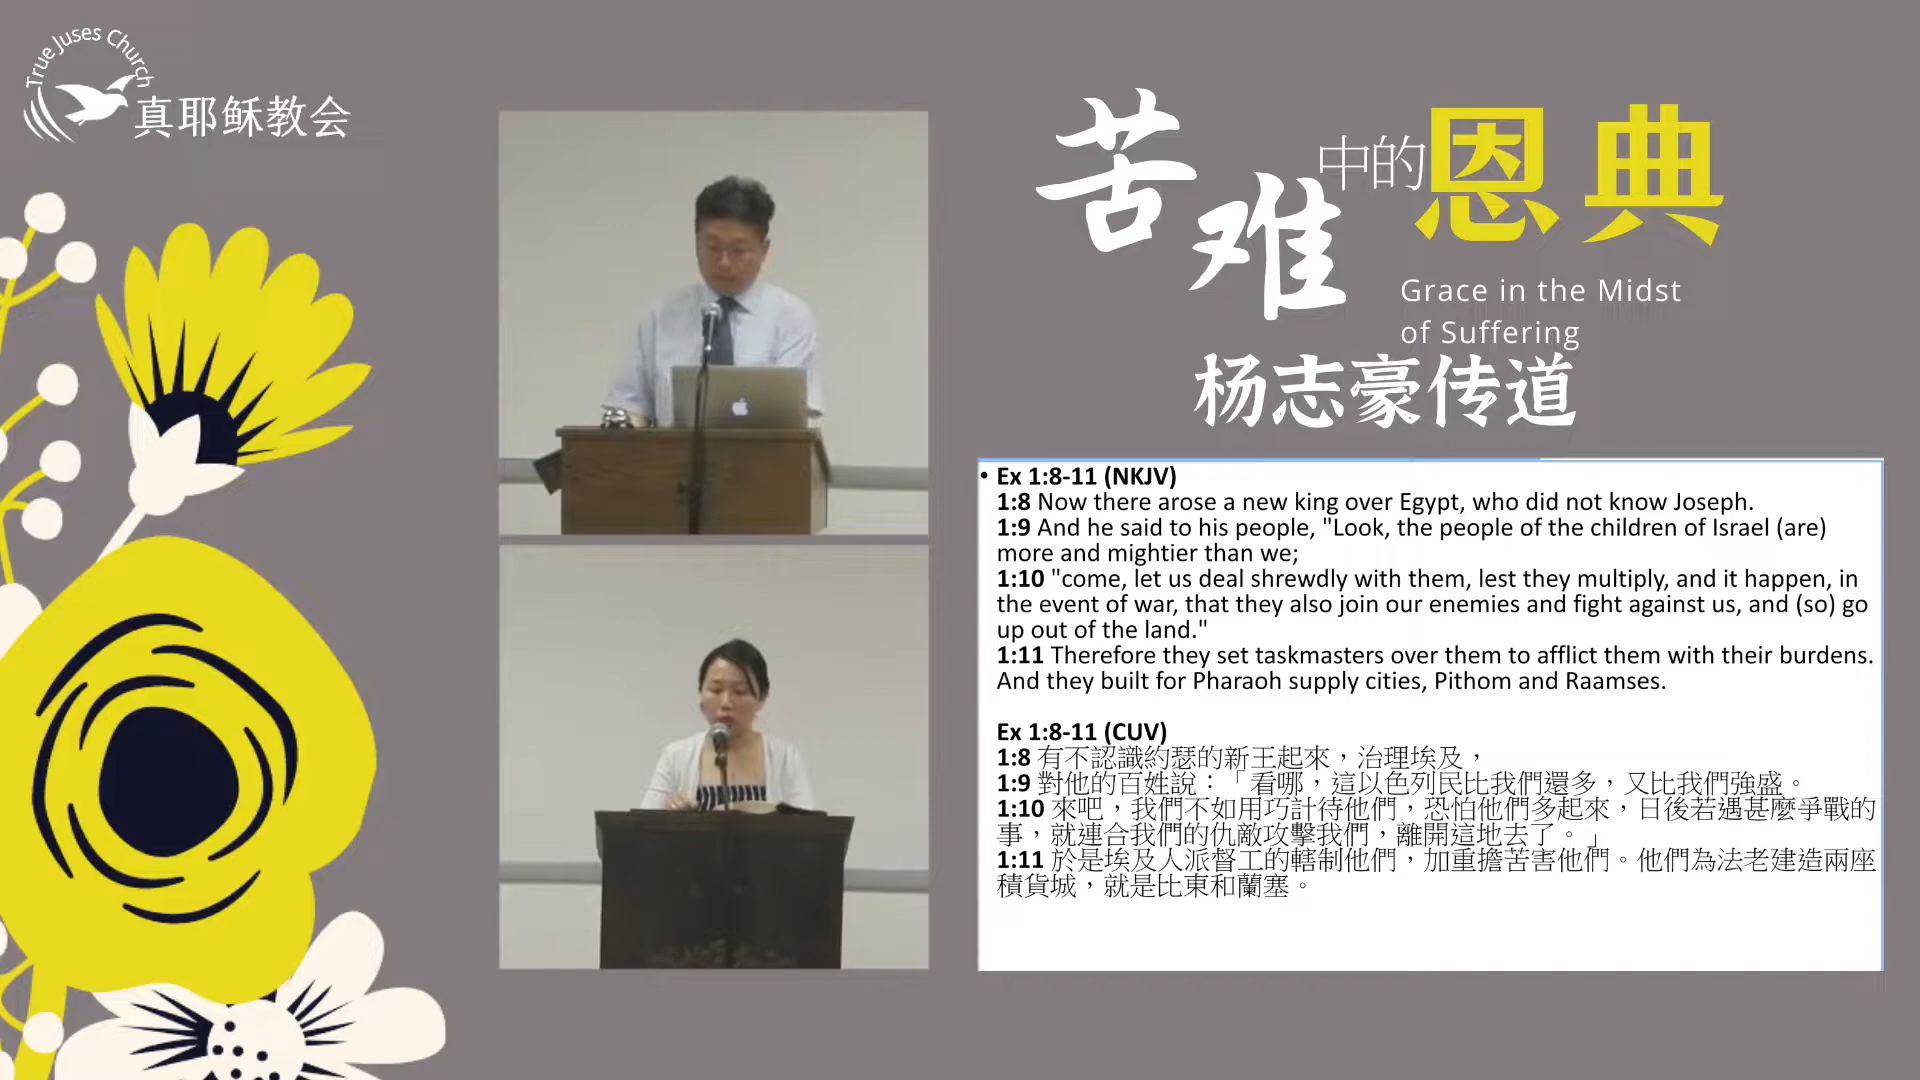 True Juses Church
真耶稣教会
苦难中的恩典
Grace in the Midst
of Suffering
杨志豪传道
• Ex 1:8-11 (NKJV)
1:8 Now there arose a new king over Egypt, who did not know Joseph.
1:9 And he said to his people, "Look, the people of the children of Israel (are)
more and mightier than we;
1:10 "come, let us deal shrewdly with them, lest they multiply, and it happen, in
the event of war, that they also join our enemies and fight against us, and (so) go
up out of the land."
1:11 Therefore they set taskmasters over them to afflict them with their burdens.
And they built for Pharaoh supply cities, Pithom and Raamses.
Ex 1:8-11 (CUV)
1:8 有不認識約瑟的新王起來，治理埃及，
1:9 對他的百姓說：「看哪，這以色列民比我們還多，又比我們強盛。
1:10 來吧，我們不如用巧計待他們，恐怕他們多起來，日後若遇甚麼爭戰的
事，就連合我們的仇敵攻擊我們，離開這地去了。」
1:11 於是埃及人派督工的轄制他們，加重擔苦害他們。他們為法老建造兩座
積貨城，就是比東和蘭塞。